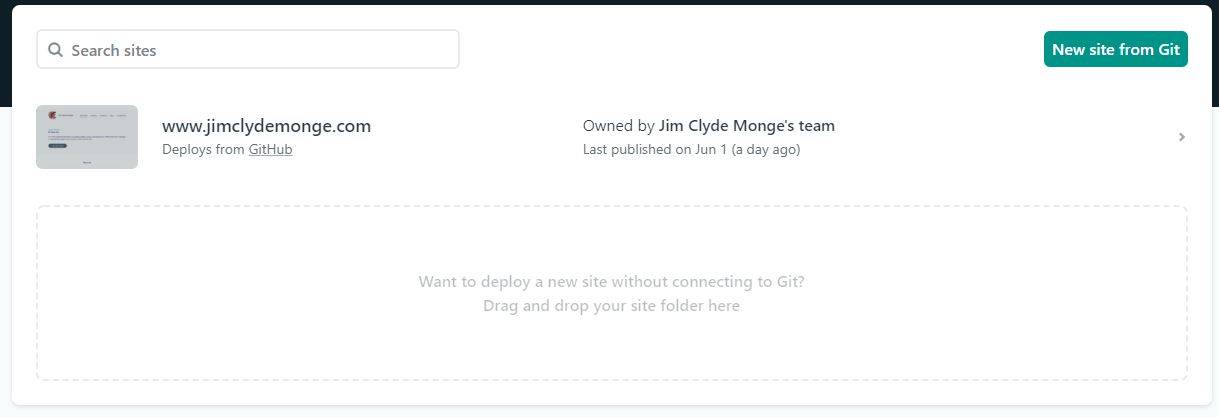 Search sites
New site from Git
www.jimclydemonge.com
Deploys from GitHub
Owned by Jim Clyde Monge's team
Last published on Jun 1 (a day ago)
Want to deploy a new site without connecting to Git?
Drag and drop your site folder here